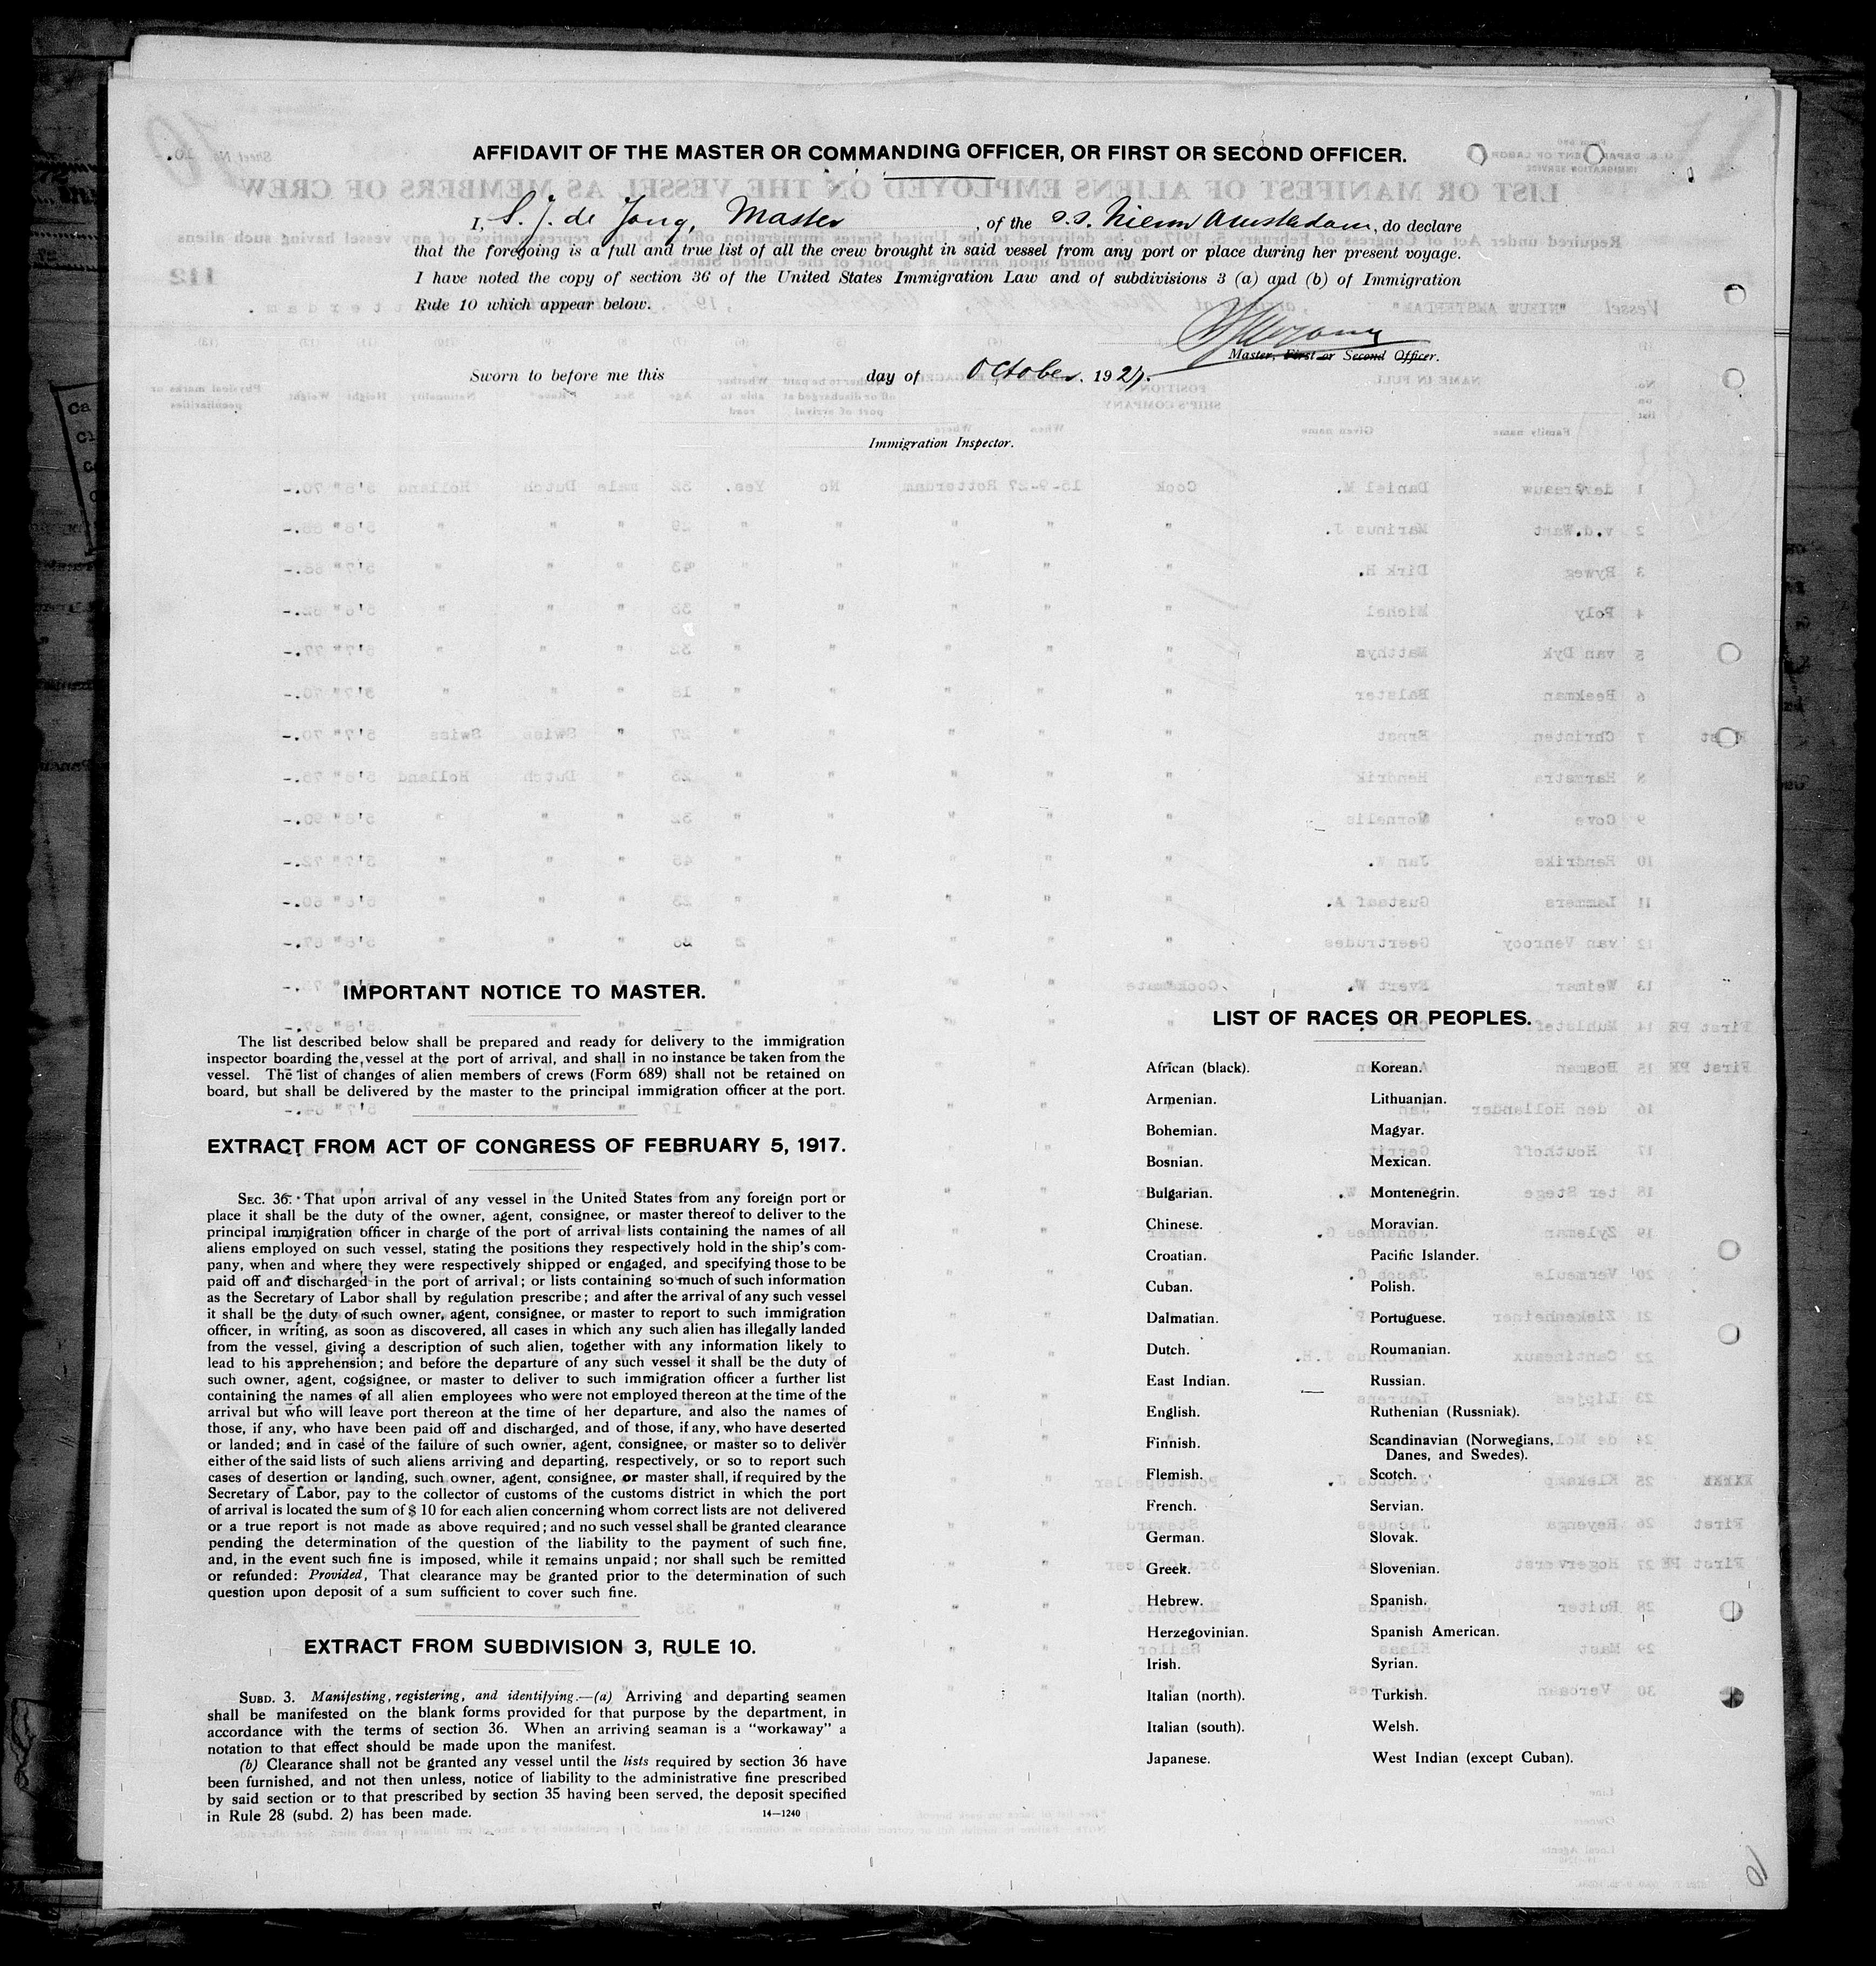 AFFIDAVIT OF THE MASTER OR COMMANDING OFFICER, OR FIRST OR SECOND OFFICER.
I, S. J. de Jong, Master, of the s.s. Nieuw Amsterdam, do declare
that the foregoing is a full and true list of all the crew brought in said vessel from any port or place during her present voyage.
I have noted the copy of section 36 of the United States Immigration Law and of subdivisions 3 (a) and (b) of Immigration
Rule 10 which appear below.
Master, First or Second Officer.
Sworn to before me this day of October. 1927.
Immigration Inspector.
IMPORTANT NOTICE TO MASTER.
The list described below shall be prepared and ready for delivery to the immigration
inspector boarding the vessel at the port of arrival, and shall in no instance be taken from the
vessel. The list of changes of alien members of crews (Form 689) shall not be retained on
board, but shall be delivered by the master to the principal immigration officer at the port.
EXTRACT FROM ACT OF CONGRESS OF FEBRUARY 5, 1917.
SEC. 36. That upon arrival of any vessel in the United States from any foreign port or
place it shall be the duty of the owner, agent, consignee, or master thereof to deliver to the
principal immigration officer in charge of the port of arrival lists containing the names of all
aliens employed on such vessel, stating the positions they respectively hold in the ship's com-
pany, when and where they were respectively shipped or engaged, and specifying those to be
paid off and discharged in the port of arrival; or lists containing so much of such information
as the Secretary of Labor shall by regulation prescribe; and after the arrival of any such vessel
it shall be the duty of such owner, agent, consignee, or master to report to such immigration
officer, in writing, as soon as discovered, all cases in which any such alien has illegally landed
from the vessel, giving a description of such alien, together with any information likely to
lead to his apprehension; and before the departure of any such vessel it shall be the duty of
such owner, agent, cogsignee, or master to deliver to such immigration officer a further list
containing the names of all alien employees who were not employed thereon at the time of the
arrival but who will leave port thereon at the time of her departure, and also the names of
those, if any, who have been paid off and discharged, and of those, if any, who have deserted
or landed; and in case of the failure of such owner, agent, consignee, or master so to deliver
either of the said lists of such aliens arriving and departing, respectively, or so to report such
cases of desertion or landing, such owner, agent, consignee, or master shall, if required by the
Secretary of Labor, pay to the collector of customs of the customs district in which the port
of arrival is located the sum of $ 10 for each alien concerning whom correct lists are not delivered
or a true report is not made as above required; and no such vessel shall be granted clearance
pending the determination of the question of the liability to the payment of such fine,
and, in the event such fine is imposed, while it remains unpaid; nor shall such be remitted
or refunded: Provided, That clearance may be granted prior to the determination of such
question upon deposit of a sum sufficient to cover such fine.
EXTRACT FROM SUBDIVISION 3, RULE 10.
SUBD. 3. Manifesting, registering, and identifying.—(a) Arriving and departing seamen
shall be manifested on the blank forms provided for that purpose by the department, in
accordance with the terms of section 36. When an arriving seaman is a "workaway" a
notation to that effect should be made upon the manifest.
(b) Clearance shall not be granted any vessel until the lists required by section 36 have
been furnished, and not then unless, notice of liability to the administrative fine prescribed
by said section or to that prescribed by section 35 having been served, the deposit specified
in Rule 28 (subd. 2) has been made. 14—1240
LIST OF RACES OR PEOPLES.
African (black).
Armenian.
Bohemian.
Bosnian.
Bulgarian.
Chinese.
Croatian.
Cuban.
Dalmatian.
Dutch.
East Indian.
English.
Finnish.
Flemish.
French.
German.
Greek.
Hebrew.
Herzegovinian.
Irish.
Italian (north).
Italian (south).
Japanese.
Korean.
Lithuanian.
Magyar.
Mexican.
Montenegrin.
Moravian.
Pacific Islander.
Polish.
Portuguese.
Roumanian.
Russian.
Ruthenian (Russniak).
Scandinavian (Norwegians,
Danes, and Swedes).
Scotch.
Servian.
Slovak.
Slovenian.
Spanish.
Spanish American.
Syrian.
Turkish.
Welsh.
West Indian (except Cuban).